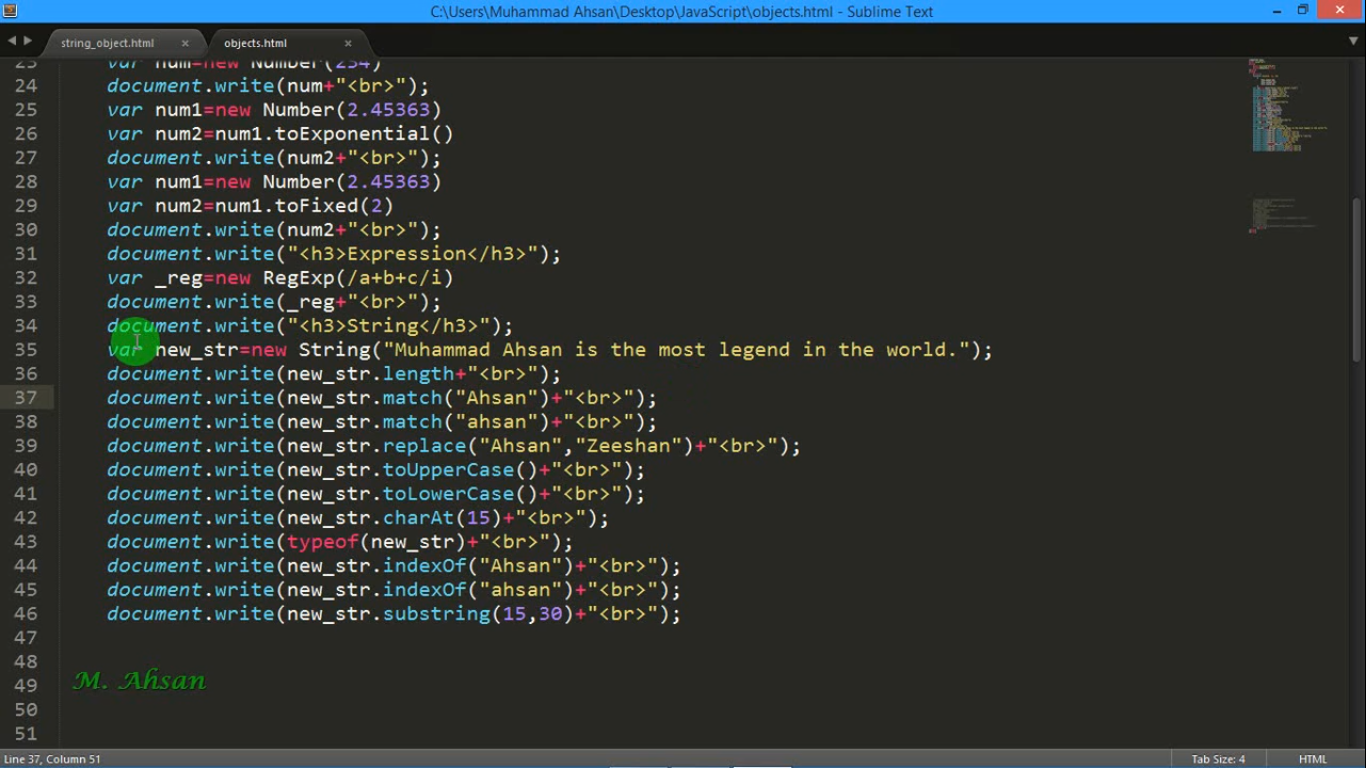 C:\Users\Muhammad Ahsan\Desktop\JavaScript\objects.html - Sublime Text
string_object.html × objects.html ×
23 var num=new Number(234)
24 document.write(num+"<br>");
25 var num1=new Number(2.45363)
26 var num2=num1.toExponential()
27 document.write(num2+"<br>");
28 var num1=new Number(2.45363)
29 var num2=num1.toFixed(2)
30 document.write(num2+"<br>");
31 document.write("<h3>Expression</h3>");
32 var _reg=new RegExp(/a+b+c/i)
33 document.write(_reg+"<br>");
34 document.write("<h3>String</h3>");
35 var new_str=new String("Muhammad Ahsan is the most legend in the world.");
36 document.write(new_str.length+"<br>");
37 document.write(new_str.match("Ahsan")+"<br>");
38 document.write(new_str.match("ahsan")+"<br>");
39 document.write(new_str.replace("Ahsan","Zeeshan")+"<br>");
40 document.write(new_str.toUpperCase()+"<br>");
41 document.write(new_str.toLowerCase()+"<br>");
42 document.write(new_str.charAt(15)+"<br>");
43 document.write(typeof(new_str)+"<br>");
44 document.write(new_str.indexOf("Ahsan")+"<br>");
45 document.write(new_str.indexOf("ahsan")+"<br>");
46 document.write(new_str.substring(15,30)+"<br>");
47
48
M. Ahsan
49
50
51
Line 37, Column 51 Tab Size: 4 HTML